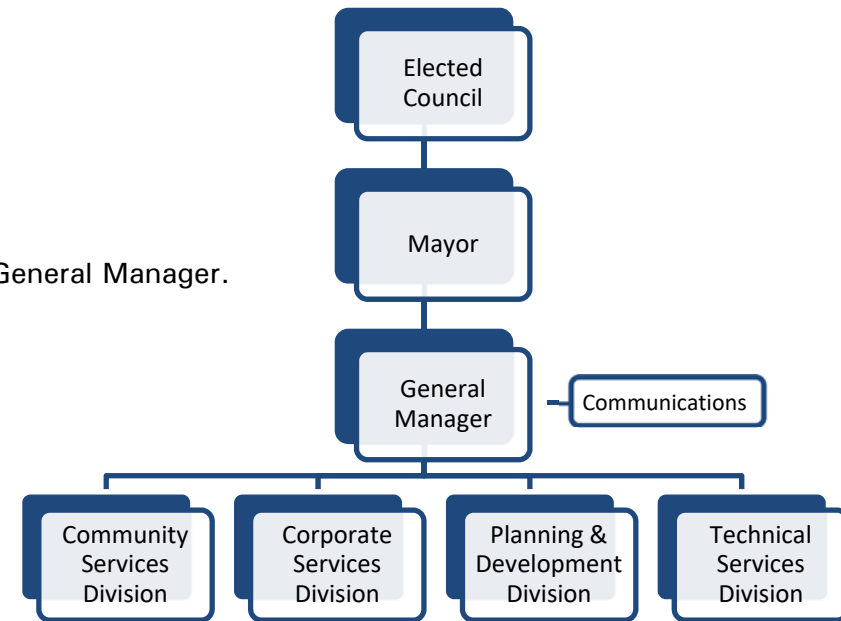 Elected
Council
Mayor
General Manager.
General
Manager
Communications
Community
Services
Division
Corporate
Services
Division
Planning &
Development
Division
Technical
Services
Division